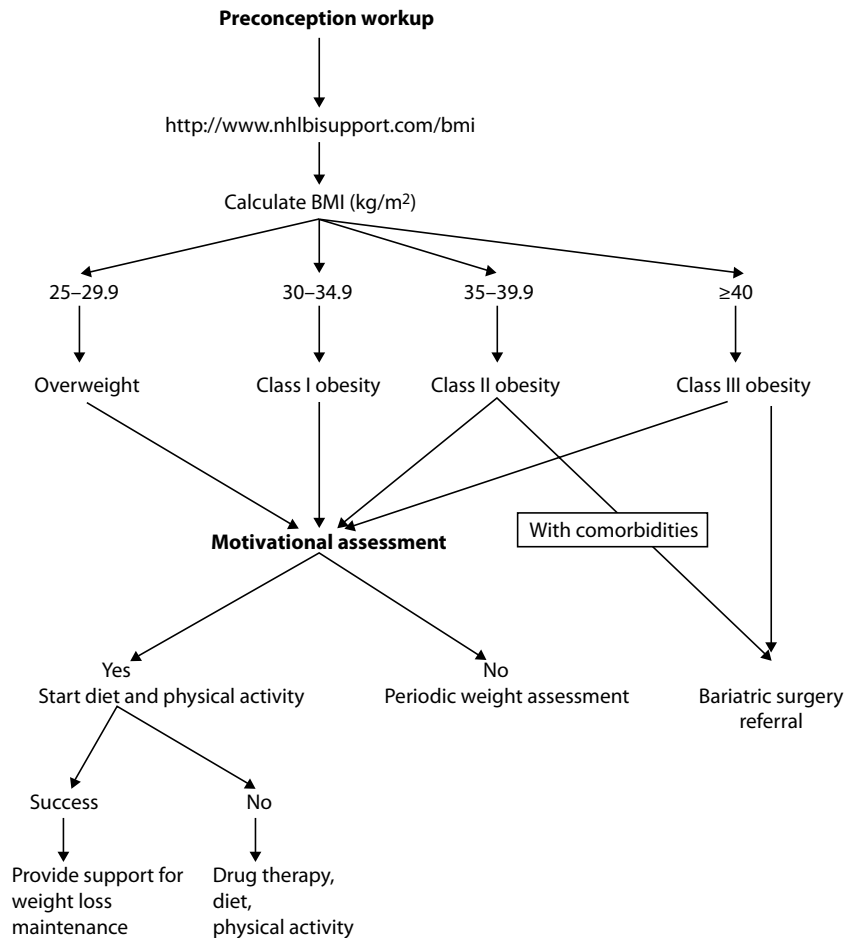 Preconception workup
http://www.nhlbisupport.com/bmi
Calculate BMI (kg/m²)
25–29.9
30–34.9
35–39.9
≥40
Overweight
Class I obesity
Class II obesity
Class III obesity
With comorbidities
Motivational assessment
Yes
Start diet and physical activity
No
Periodic weight assessment
Bariatric surgery
referral
Success
No
Provide support for
weight loss
maintenance
Drug therapy,
diet,
physical activity